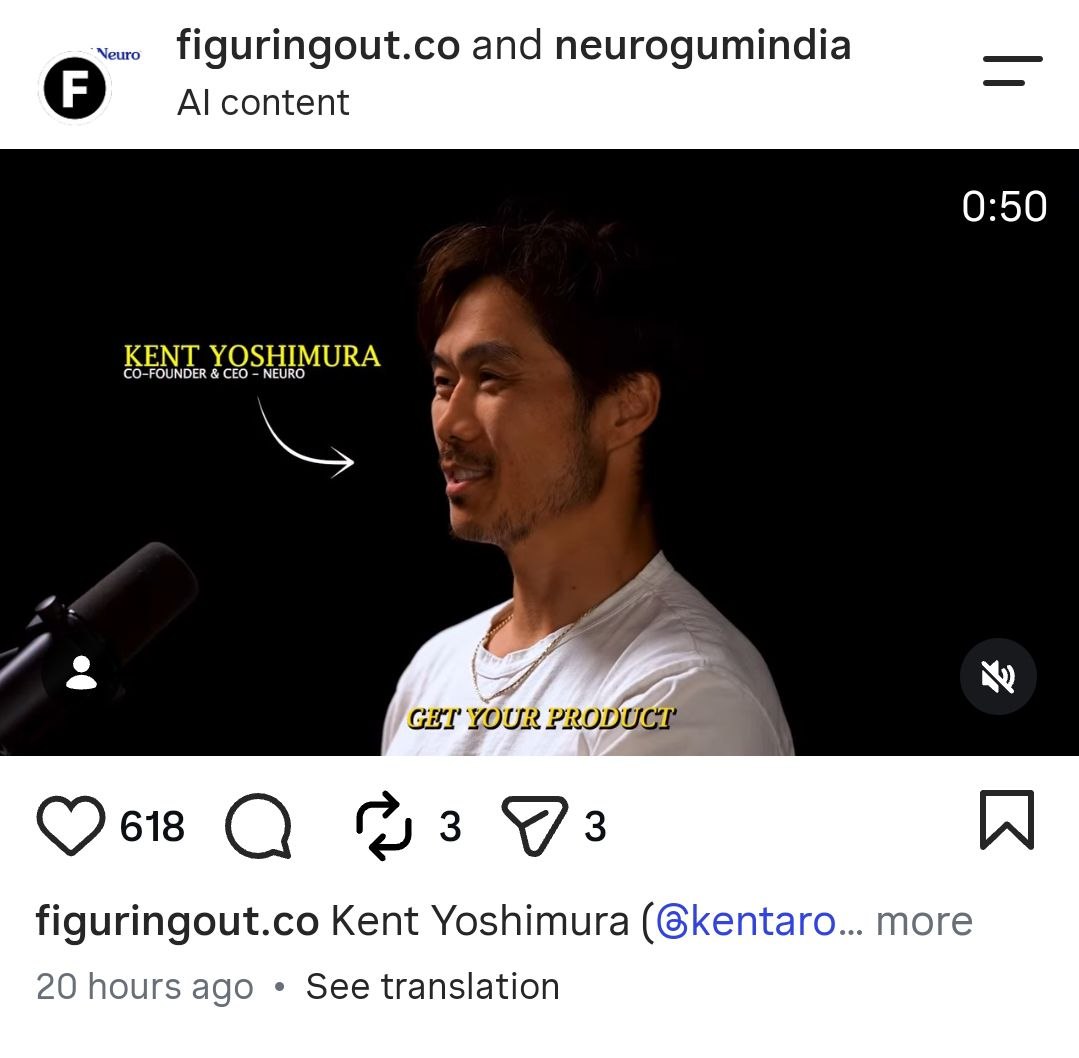 Neuro
F
figuringout.co and neurogumindia
AI content
0:50
KENT YOSHIMURA
CO-FOUNDER & CEO - NEURO
GET YOUR PRODUCT
618
3
3
figuringout.co Kent Yoshimura (@kentaro... more
20 hours ago • See translation